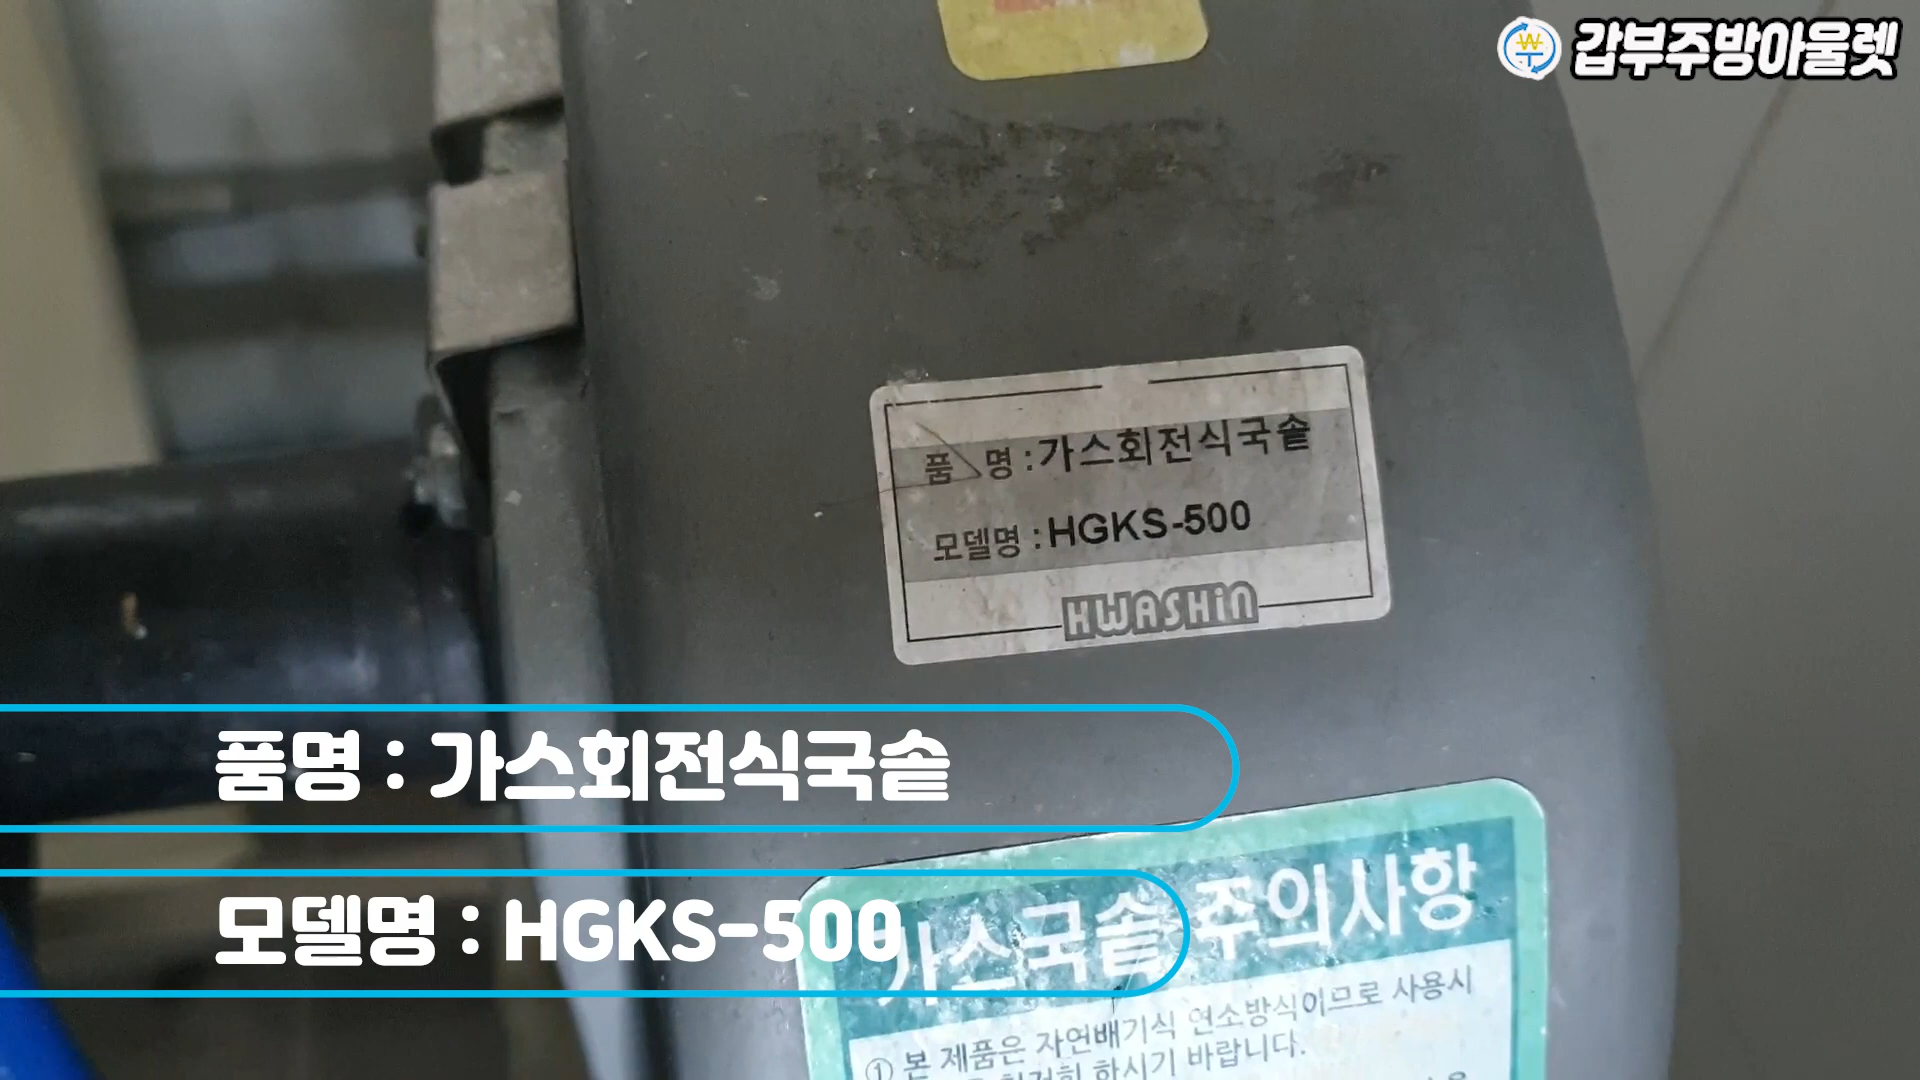 갑부주방아울렛
품 명 : 가스회전식국솥
모델명 : HGKS-500
HWASHIN
품명 : 가스회전식국솥
모델명 : HGKS-500
가스국솥 주의사항
① 본 제품은 자연배기식 연소방식이므로 사용시
하시기 바랍니다.